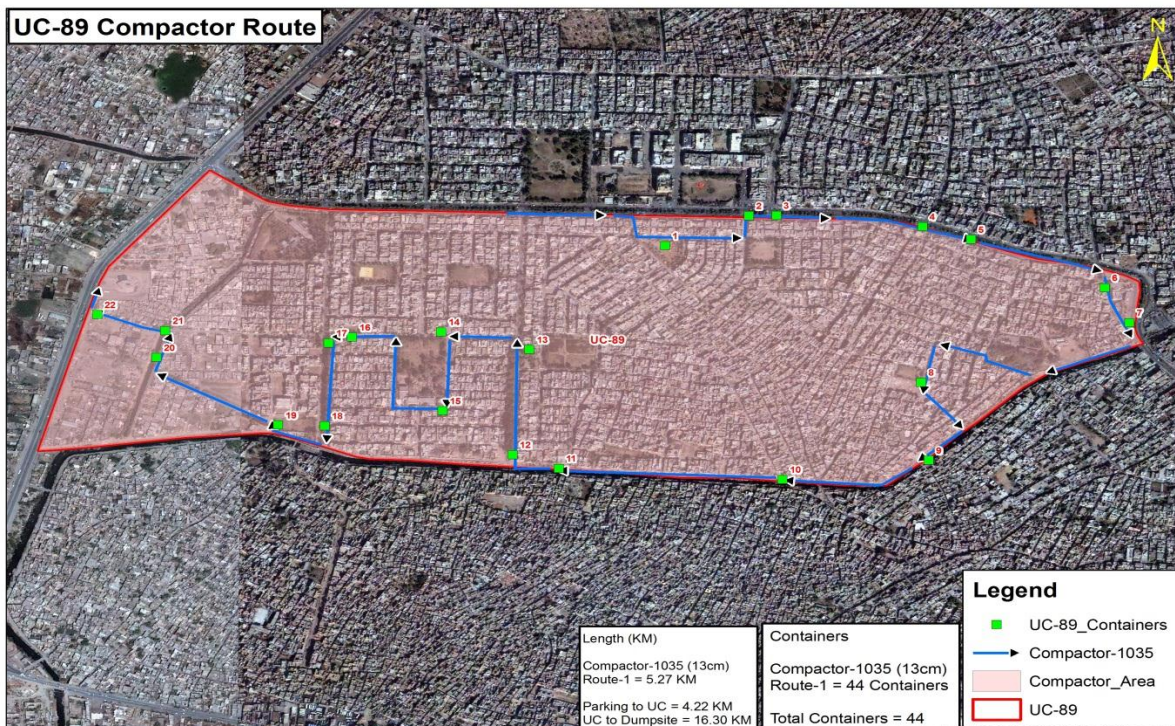 UC-89 Compactor Route
N
2
3
4
1
5
6
7
22
21
14
17
16
13
UC-89
20
8
15
19
18
12
11
9
10
Length (KM)
Compactor-1035 (13cm)
Route-1 = 5.27 KM
Parking to UC = 4.22 KM
UC to Dumpsite = 16.30 KM
Containers
Compactor-1035 (13cm)
Route-1 = 44 Containers
Total Containers = 44
Legend
UC-89_Containers
Compactor-1035
Compactor_Area
UC-89